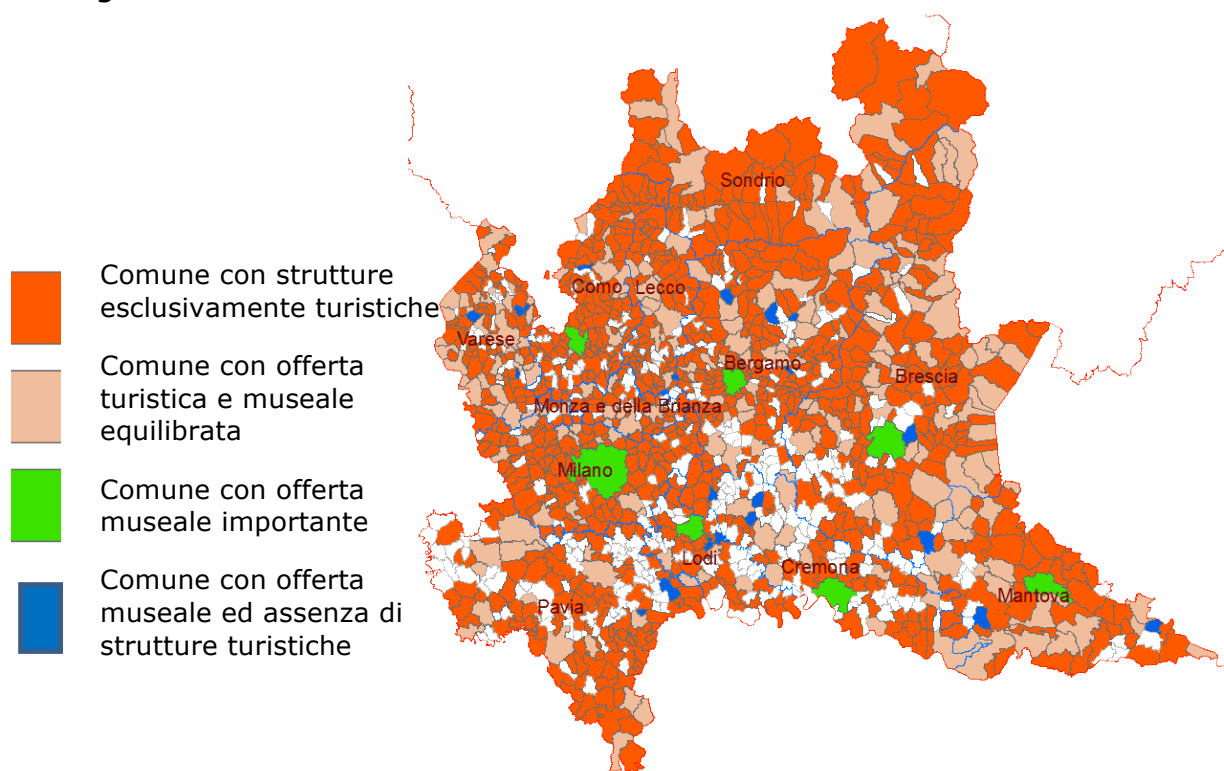 Comune con strutture
esclusivamente turistiche
Comune con offerta
turistica e museale
equilibrata
Comune con offerta
museale importante
Comune con offerta
museale ed assenza di
strutture turistiche
Sondrio
Como
Lecco
Varese
Bergamo
Brescia
Monza e della Brianza
Milano
Lodi
Cremona
Pavia
Mantova